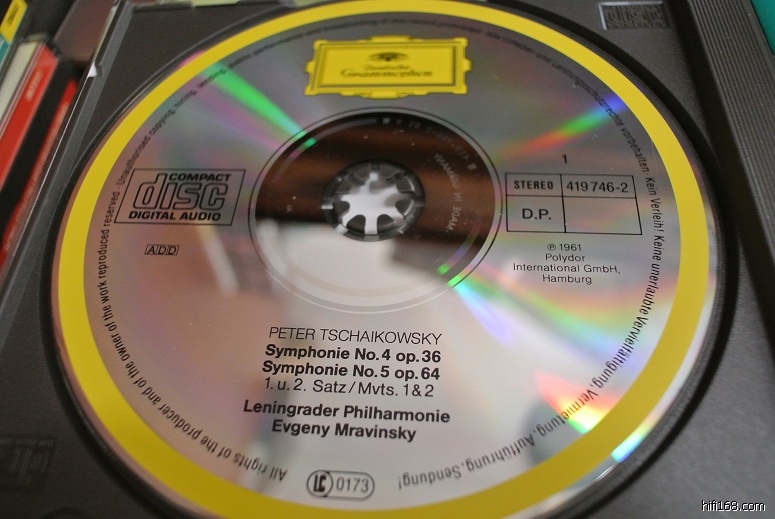 Deutsche
Grammophon
COMPACT
disc
DIGITAL AUDIO
ADD
1
STEREO 419 746-2
D.P.
℗ 1961
Polydor
International GmbH,
Hamburg
PETER TSCHAIKOWSKY
Symphonie No. 4 op. 36
Symphonie No. 5 op. 64
1. u. 2. Satz / Mvts. 1 & 2
Leningrader Philharmonie
Evgeny Mravinsky
LC 0173
All rights of the producer and of the owner of the work reproduced reserved
Kein Verleih! Keine unerlaubte Vervielfältigung, Vermietung, Aufführung, Sendung!
hifi168.com